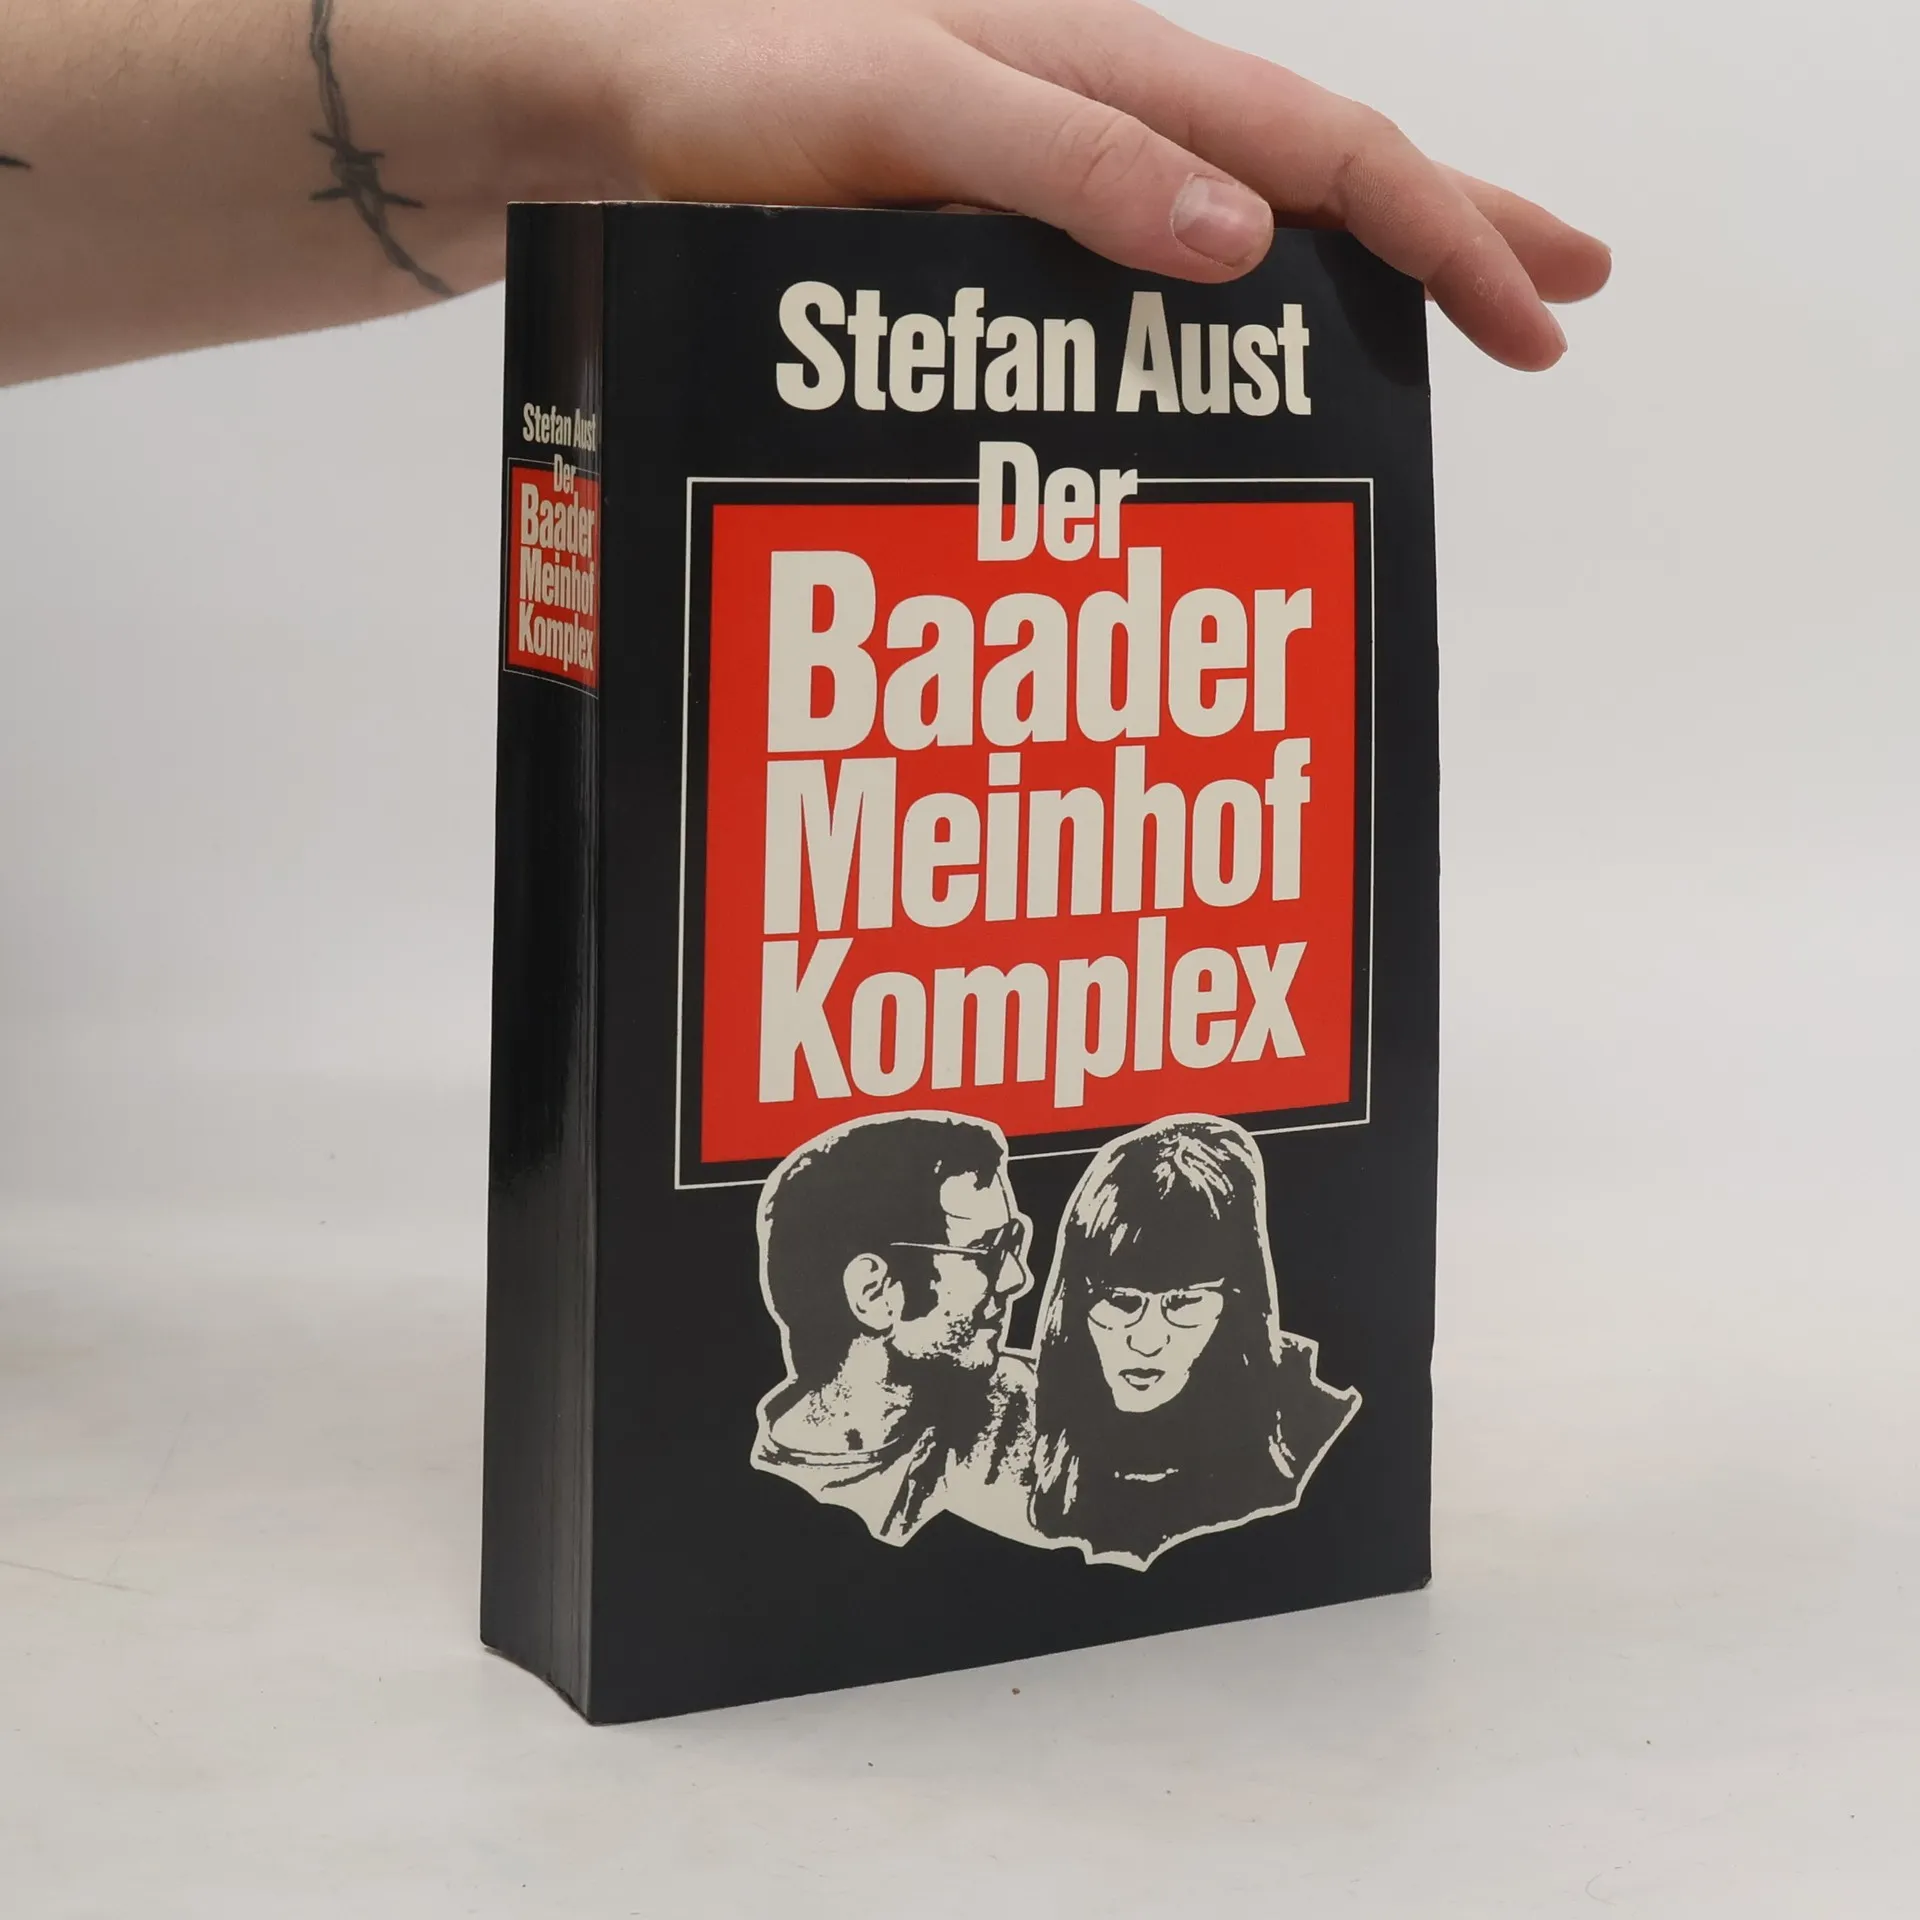 Stefan Aust
Der
Baader
Meinhof
Komplex
Stefan Aust
Der
Baader
Meinhof
Komplex